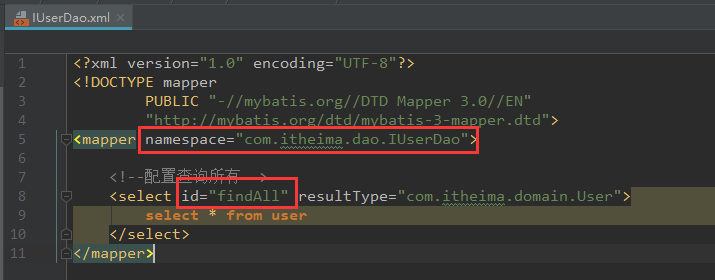 IUserDao.xml
1 <?xml version="1.0" encoding="UTF-8"?>
2 <!DOCTYPE mapper
3 PUBLIC "-//mybatis.org//DTD Mapper 3.0//EN"
4 "http://mybatis.org/dtd/mybatis-3-mapper.dtd">
5 <mapper namespace="com.itheima.dao.IUserDao">
6
7 <!--配置查询所有-->
8 <select id="findAll" resultType="com.itheima.domain.User">
9 select * from user
10 </select>
11 </mapper>